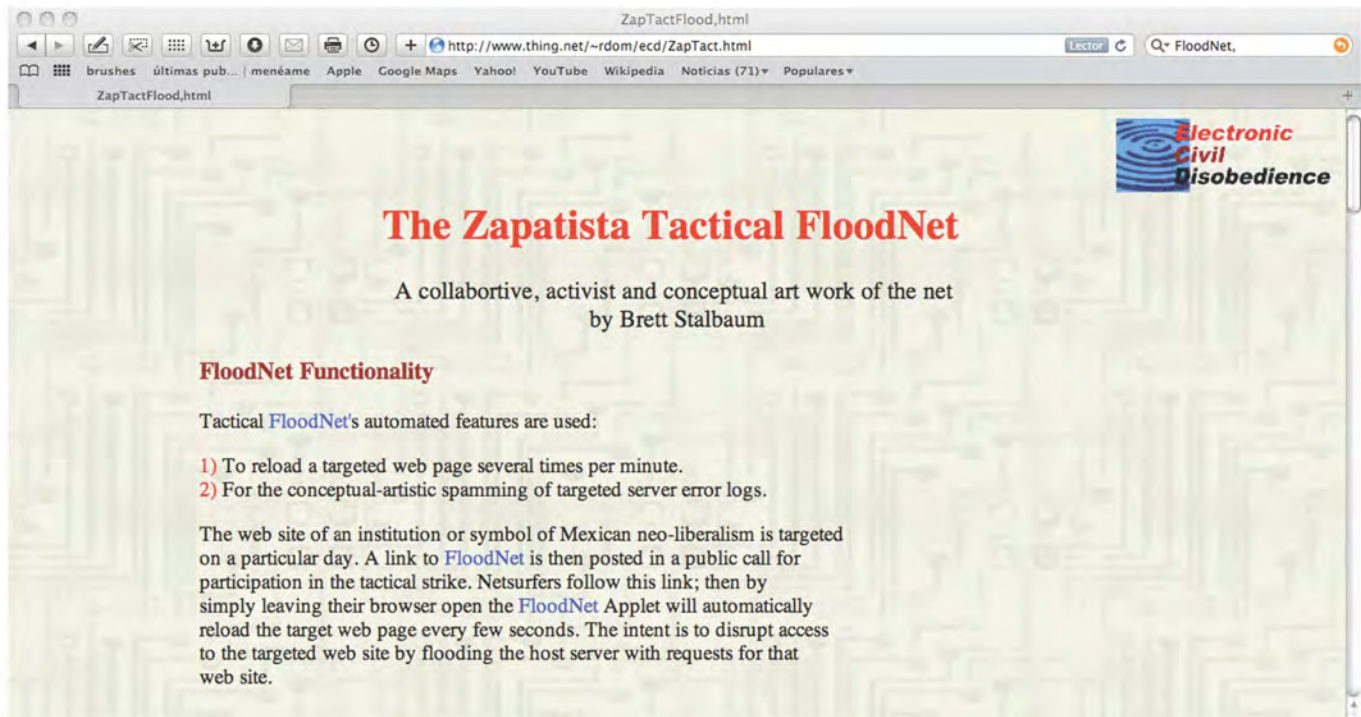 ZapTactFlood,html
http://www.thing.net/~rdom/ecd/ZapTact.html
Lector
FloodNet,
brushes últimas pub... menéame Apple Google Maps Yahoo! YouTube Wikipedia Noticias (71) Populares
ZapTactFlood,html
Electronic
Civil
Disobedience
The Zapatista Tactical FloodNet
A collabortive, activist and conceptual art work of the net
by Brett Stalbaum
FloodNet Functionality
Tactical FloodNet's automated features are used:
1) To reload a targeted web page several times per minute.
2) For the conceptual-artistic spamming of targeted server error logs.
The web site of an institution or symbol of Mexican neo-liberalism is targeted
on a particular day. A link to FloodNet is then posted in a public call for
participation in the tactical strike. Netsurfers follow this link; then by
simply leaving their browser open the FloodNet Applet will automatically
reload the target web page every few seconds. The intent is to disrupt access
to the targeted web site by flooding the host server with requests for that
web site.